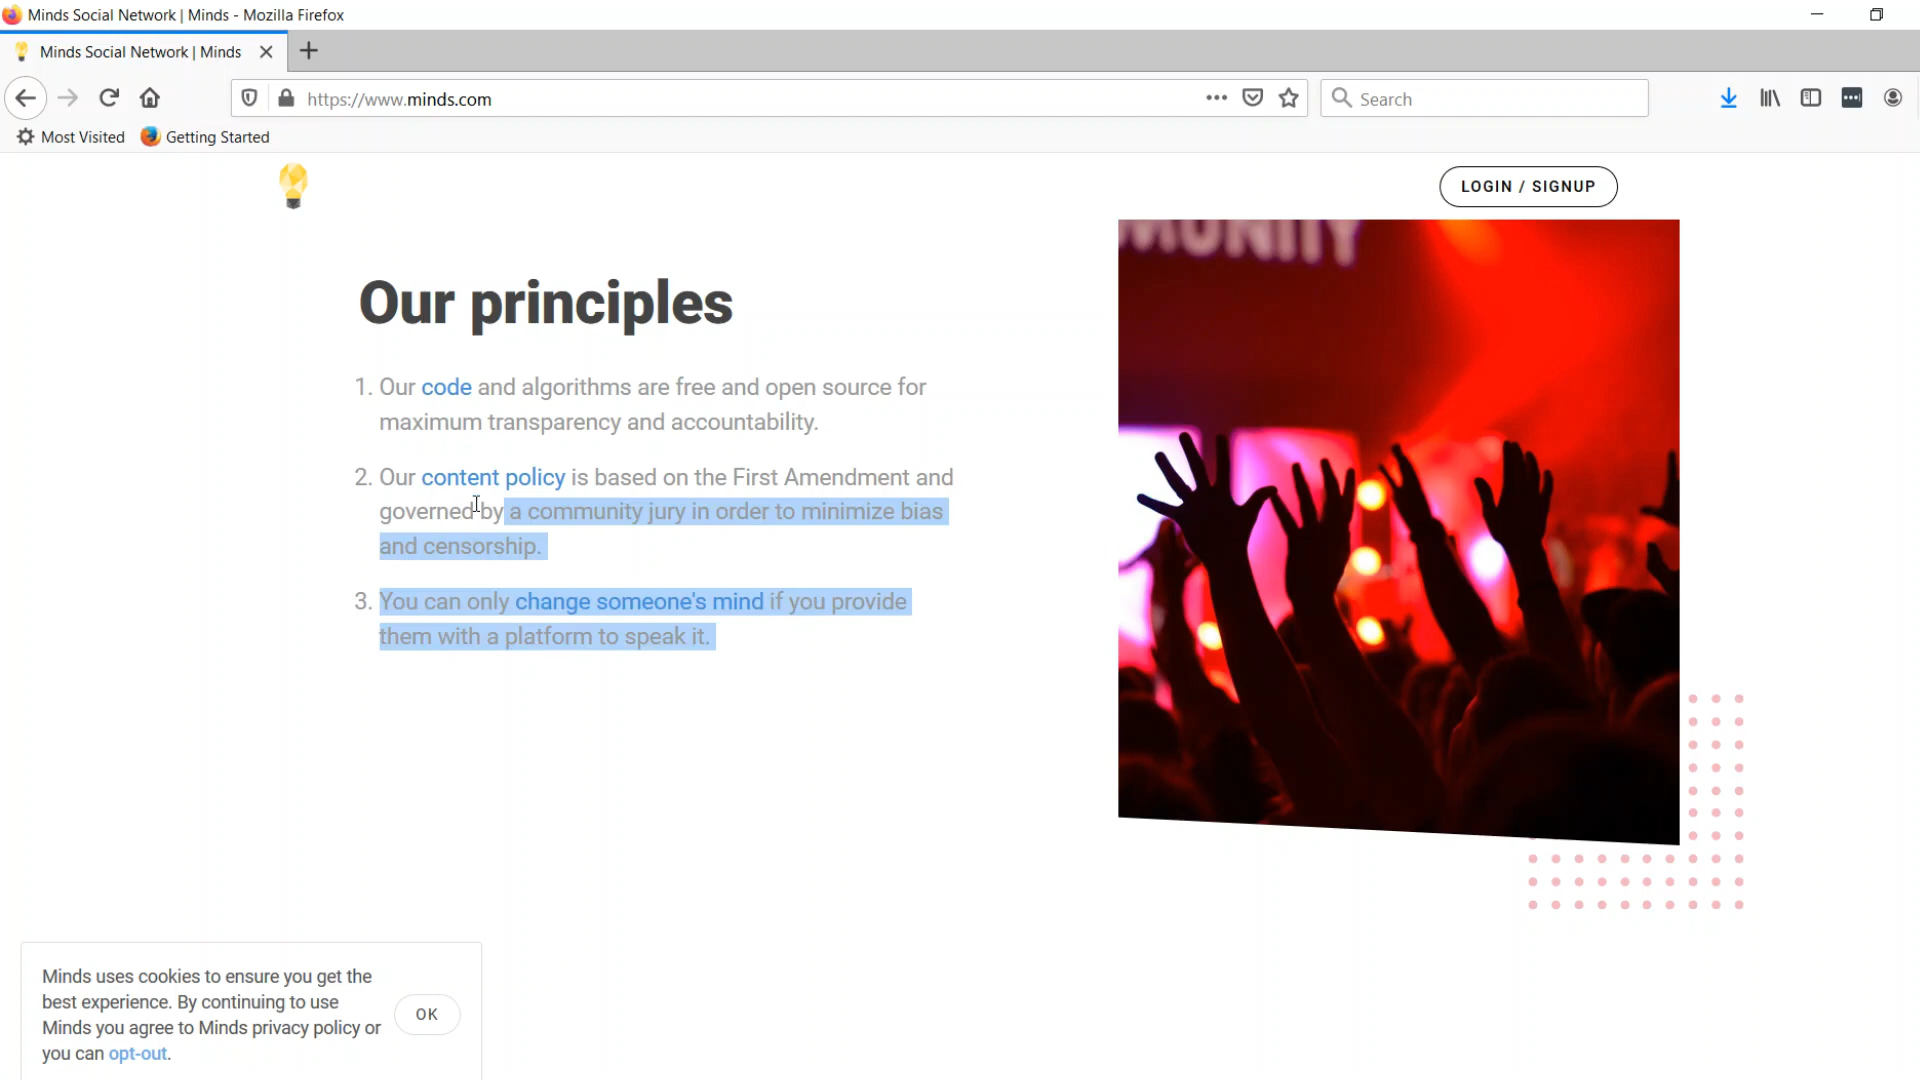 Minds Social Network | Minds - Mozilla Firefox
Minds Social Network | Minds
https://www.minds.com
Search
Most Visited
Getting Started
LOGIN / SIGNUP
MUNITY
Our principles
1. Our code and algorithms are free and open source for
maximum transparency and accountability.
2. Our content policy is based on the First Amendment and
governed by a community jury in order to minimize bias
and censorship.
3. You can only change someone's mind if you provide
them with a platform to speak it.
Minds uses cookies to ensure you get the
best experience. By continuing to use
Minds you agree to Minds privacy policy or
you can opt-out.
OK